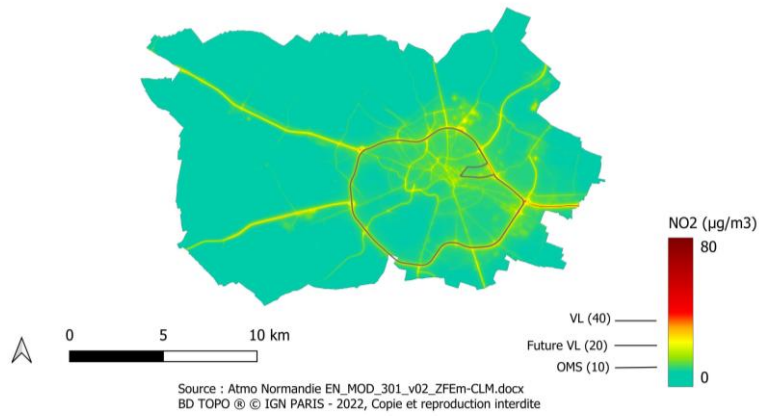 NO2 (µg/m3)
80
VL (40)
Future VL (20)
OMS (10)
0
0 5 10 km
Source : Atmo Normandie EN_MOD_301_v02_ZFEm-CLM.docx
BD TOPO ® © IGN PARIS - 2022, Copie et reproduction interdite